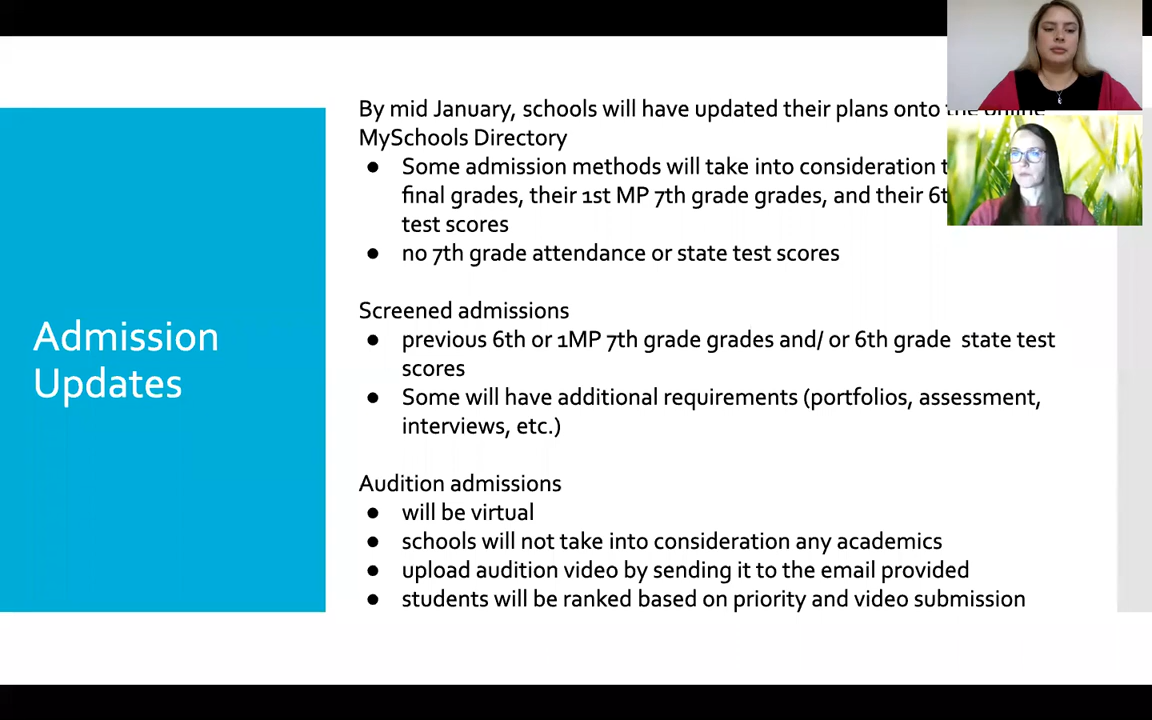 Admission
Updates
By mid January, schools will have updated their plans onto the online
MySchools Directory
● Some admission methods will take into consideration
final grades, their 1st MP 7th grade grades, and their
test scores
● no 7th grade attendance or state test scores
Screened admissions
● previous 6th or 1MP 7th grade grades and/ or 6th grade state test
scores
● Some will have additional requirements (portfolios, assessment,
interviews, etc.)
Audition admissions
● will be virtual
● schools will not take into consideration any academics
● upload audition video by sending it to the email provided
● students will be ranked based on priority and video submission